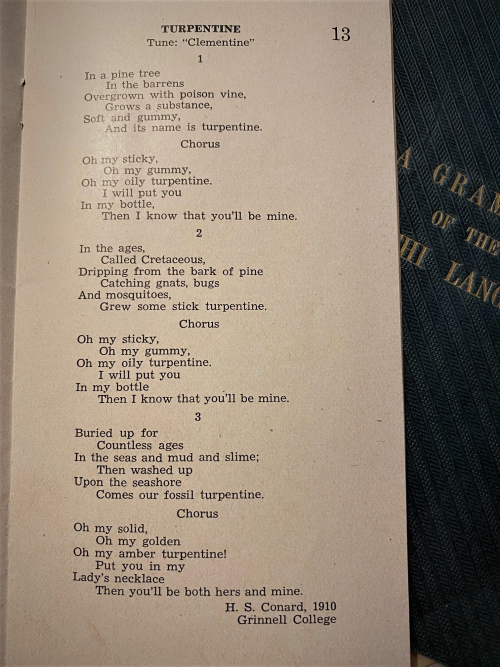 TURPENTINE
13
Tune: "Clementine"
1
In a pine tree
In the barrens
Overgrown with poison vine,
Grows a substance,
Soft and gummy,
And its name is turpentine.
Chorus
Oh my sticky,
Oh my gummy,
Oh my oily turpentine.
I will put you
In my bottle,
Then I know that you'll be mine.
2
In the ages,
Called Cretaceous,
Dripping from the bark of pine
Catching gnats, bugs
And mosquitoes,
Grew some stick turpentine.
Chorus
Oh my sticky,
Oh my gummy,
Oh my oily turpentine.
I will put you
In my bottle
Then I know that you'll be mine.
3
Buried up for
Countless ages
In the seas and mud and slime;
Then washed up
Upon the seashore
Comes our fossil turpentine.
Chorus
Oh my solid,
Oh my golden
Oh my amber turpentine!
Put you in my
Lady's necklace
Then you'll be both hers and mine.
H. S. Conard, 1910
Grinnell College
A GRAM
OF THE
HI LANG